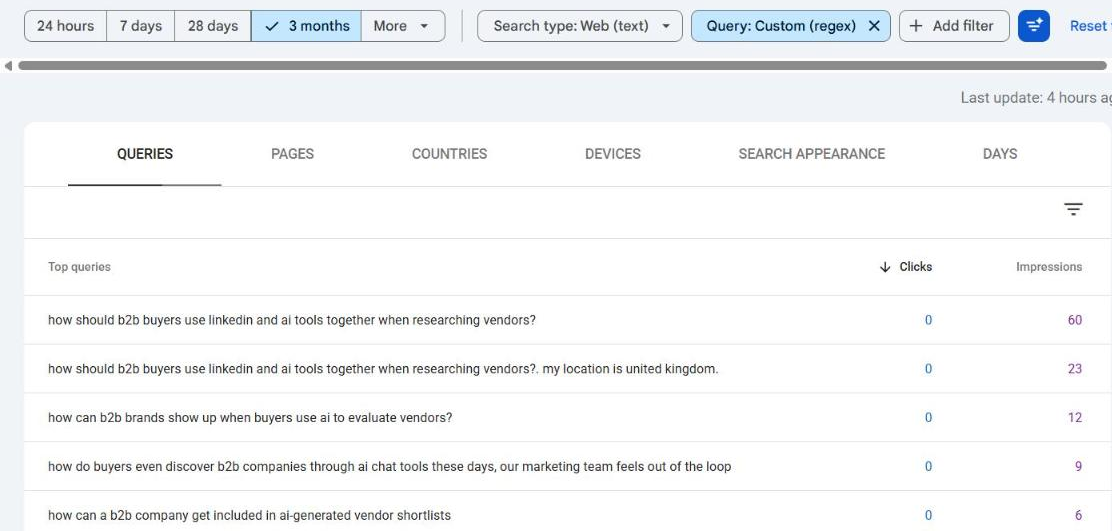 24 hours 7 days 28 days 3 months More Search type: Web (text) Query: Custom (regex) Add filter Reset
Last update: 4 hours
QUERIES PAGES COUNTRIES DEVICES SEARCH APPEARANCE DAYS
Top queries Clicks Impressions
how should b2b buyers use linkedin and ai tools together when researching vendors? 0 60
how should b2b buyers use linkedin and ai tools together when researching vendors?. my location is united kingdom. 0 23
how can b2b brands show up when buyers use ai to evaluate vendors? 0 12
how do buyers even discover b2b companies through ai chat tools these days, our marketing team feels out of the loop 0 9
how can a b2b company get included in ai-generated vendor shortlists 0 6